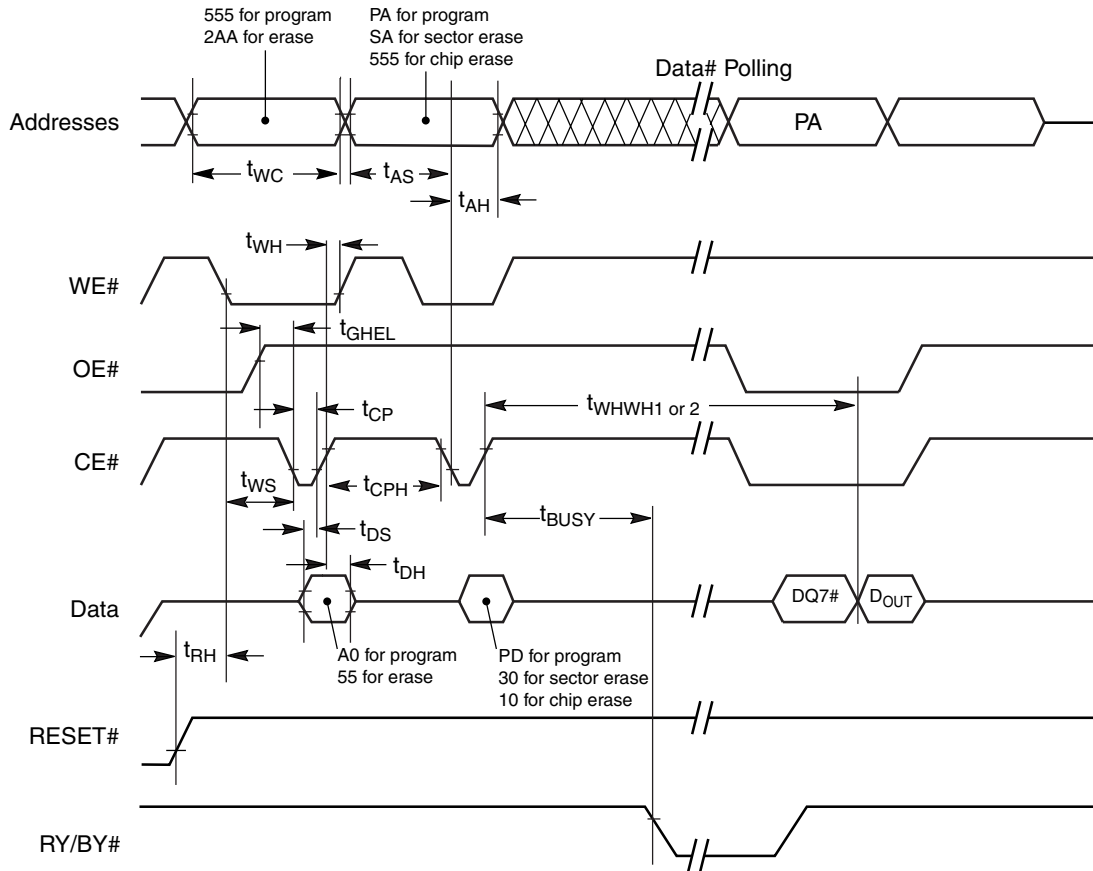 555 for program
2AA for erase
PA for program
SA for sector erase
555 for chip erase
Data# Polling
Addresses
PA
tWC
tAS
tAH
tWH
WE#
tGHEL
OE#
tWHWH1 or 2
tCP
CE#
tWS
tCPH
tBUSY
tDS
tDH
Data
DQ7#
DOUT
tRH
A0 for program
55 for erase
PD for program
30 for sector erase
10 for chip erase
RESET#
RY/BY#